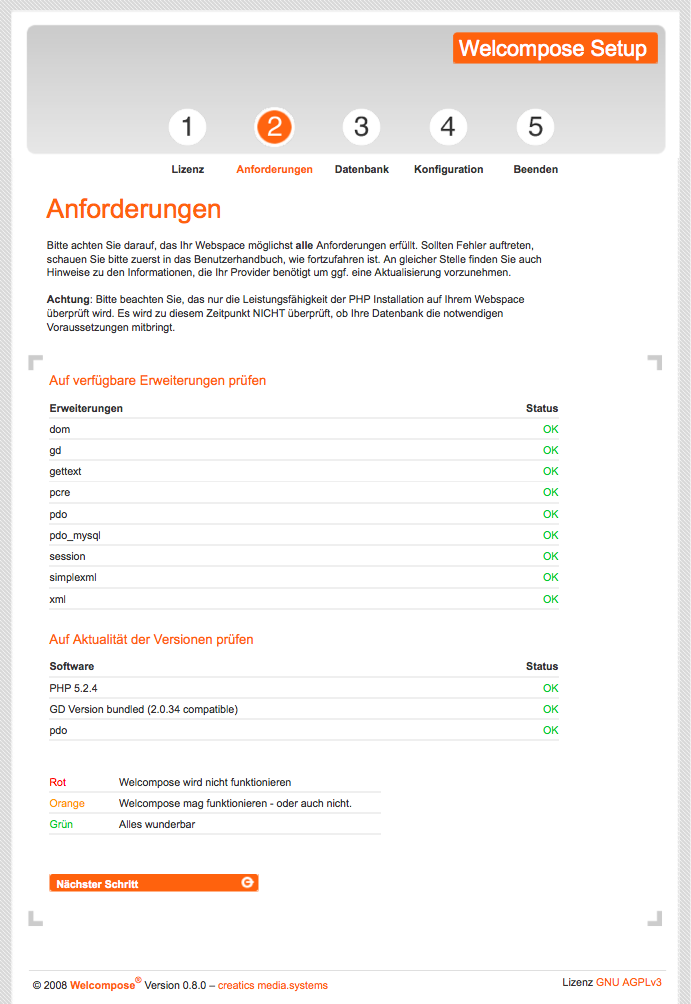 Welcompose Setup
1 2 3 4 5
Lizenz Anforderungen Datenbank Konfiguration Beenden
Anforderungen
Bitte achten Sie darauf, das Ihr Webspace möglichst alle Anforderungen erfüllt. Sollten Fehler auftreten,
schauen Sie bitte zuerst in das Benutzerhandbuch, wie fortzufahren ist. An gleicher Stelle finden Sie auch
Hinweise zu den Informationen, die Ihr Provider benötigt um ggf. eine Aktualisierung vorzunehmen.
Achtung: Bitte beachten Sie, das nur die Leistungsfähigkeit der PHP Installation auf Ihrem Webspace
überprüft wird. Es wird zu diesem Zeitpunkt NICHT überprüft, ob Ihre Datenbank die notwendigen
Voraussetzungen mitbringt.
Auf verfügbare Erweiterungen prüfen
Erweiterungen Status
dom OK
gd OK
gettext OK
pcre OK
pdo OK
pdo_mysql OK
session OK
simplexml OK
xml OK
Auf Aktualität der Versionen prüfen
Software Status
PHP 5.2.4 OK
GD Version bundled (2.0.34 compatible) OK
pdo OK
Rot Welcompose wird nicht funktionieren
Orange Welcompose mag funktionieren - oder auch nicht.
Grün Alles wunderbar
Nächster Schritt
© 2008 Welcompose® Version 0.8.0 – creatics media.systems
Lizenz GNU AGPLv3